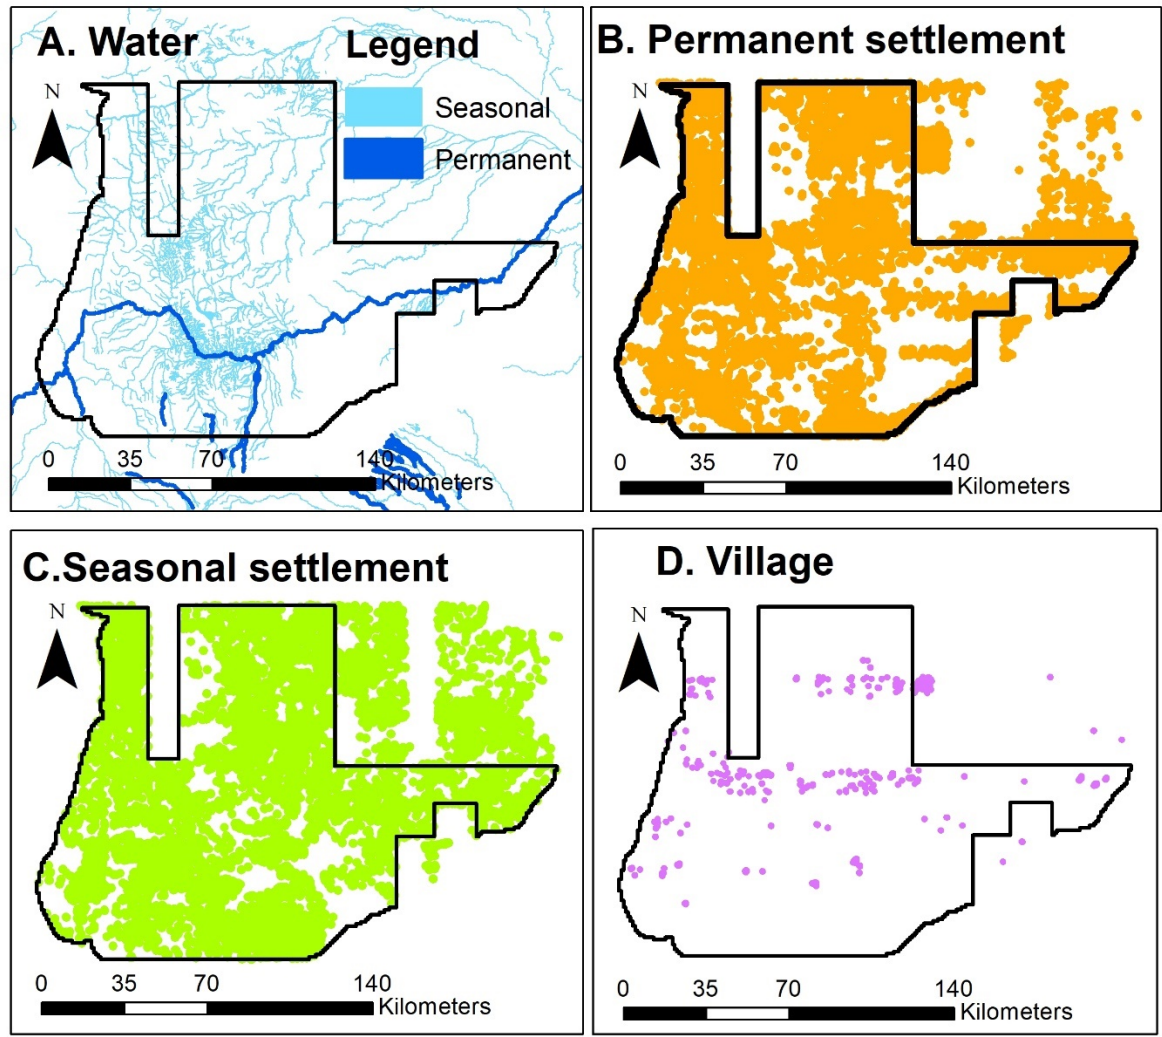 A. Water
Legend
N
Seasonal
Permanent
0 35 70 140
Kilometers
B. Permanent settlement
N
0 35 70 140
Kilometers
C.Seasonal settlement
N
0 35 70 140
Kilometers
D. Village
N
0 35 70 140
Kilometers